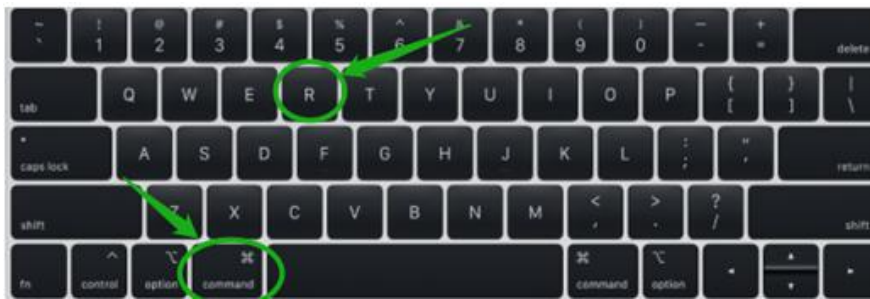 ~ ! @ # $ % ^ & * ( ) — +
` 1 2 3 4 5 6 7 8 9 0 - = delete
tab Q W E R T Y U I O P { } |
[ ] \
caps lock A S D F G H J K L : " return
; '
shift Z X C V B N M < > ? shift
, . /
^ ⌥ ⌘ ⌘ ⌥
fn control option command command option